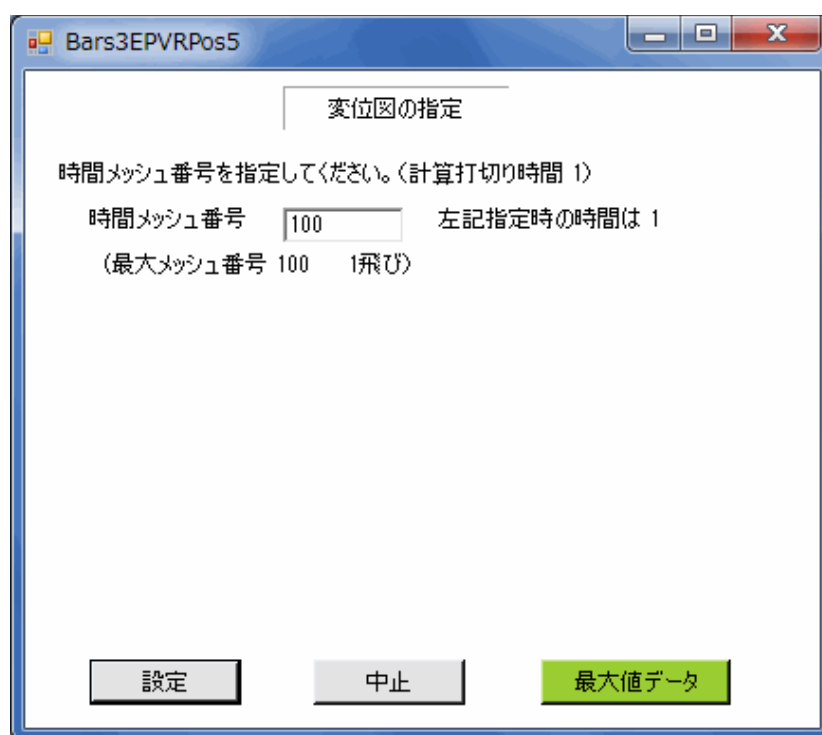 Bars3EPVRPos5
変位図の指定
時間メッシュ番号を指定してください。(計算打切り時間 1)
時間メッシュ番号 100 左記指定時の時間は 1
(最大メッシュ番号 100 1飛び)
設定 中止 最大値データ